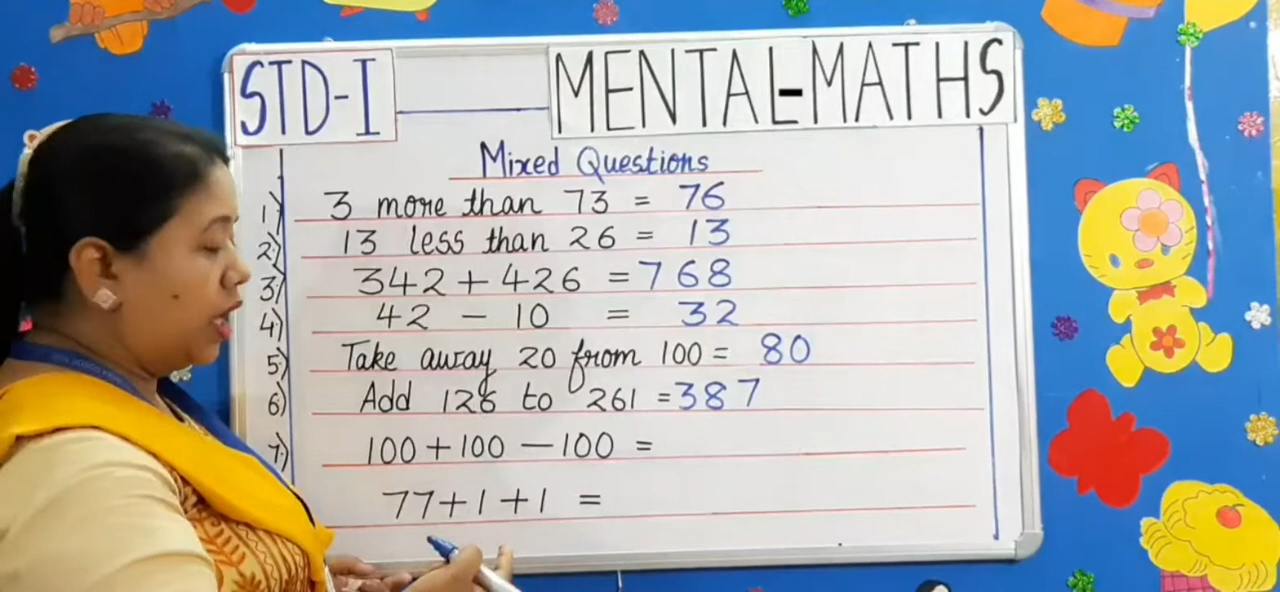 STD-I
MENTAL-MATHS
Mixed Questions
1) 3 more than 73 = 76
2) 13 less than 26 = 13
3) 342 + 426 = 768
4) 42 - 10 = 32
5) Take away 20 from 100 = 80
6) Add 126 to 261 = 387
7) 100 + 100 - 100 =
77 + 1 + 1 =